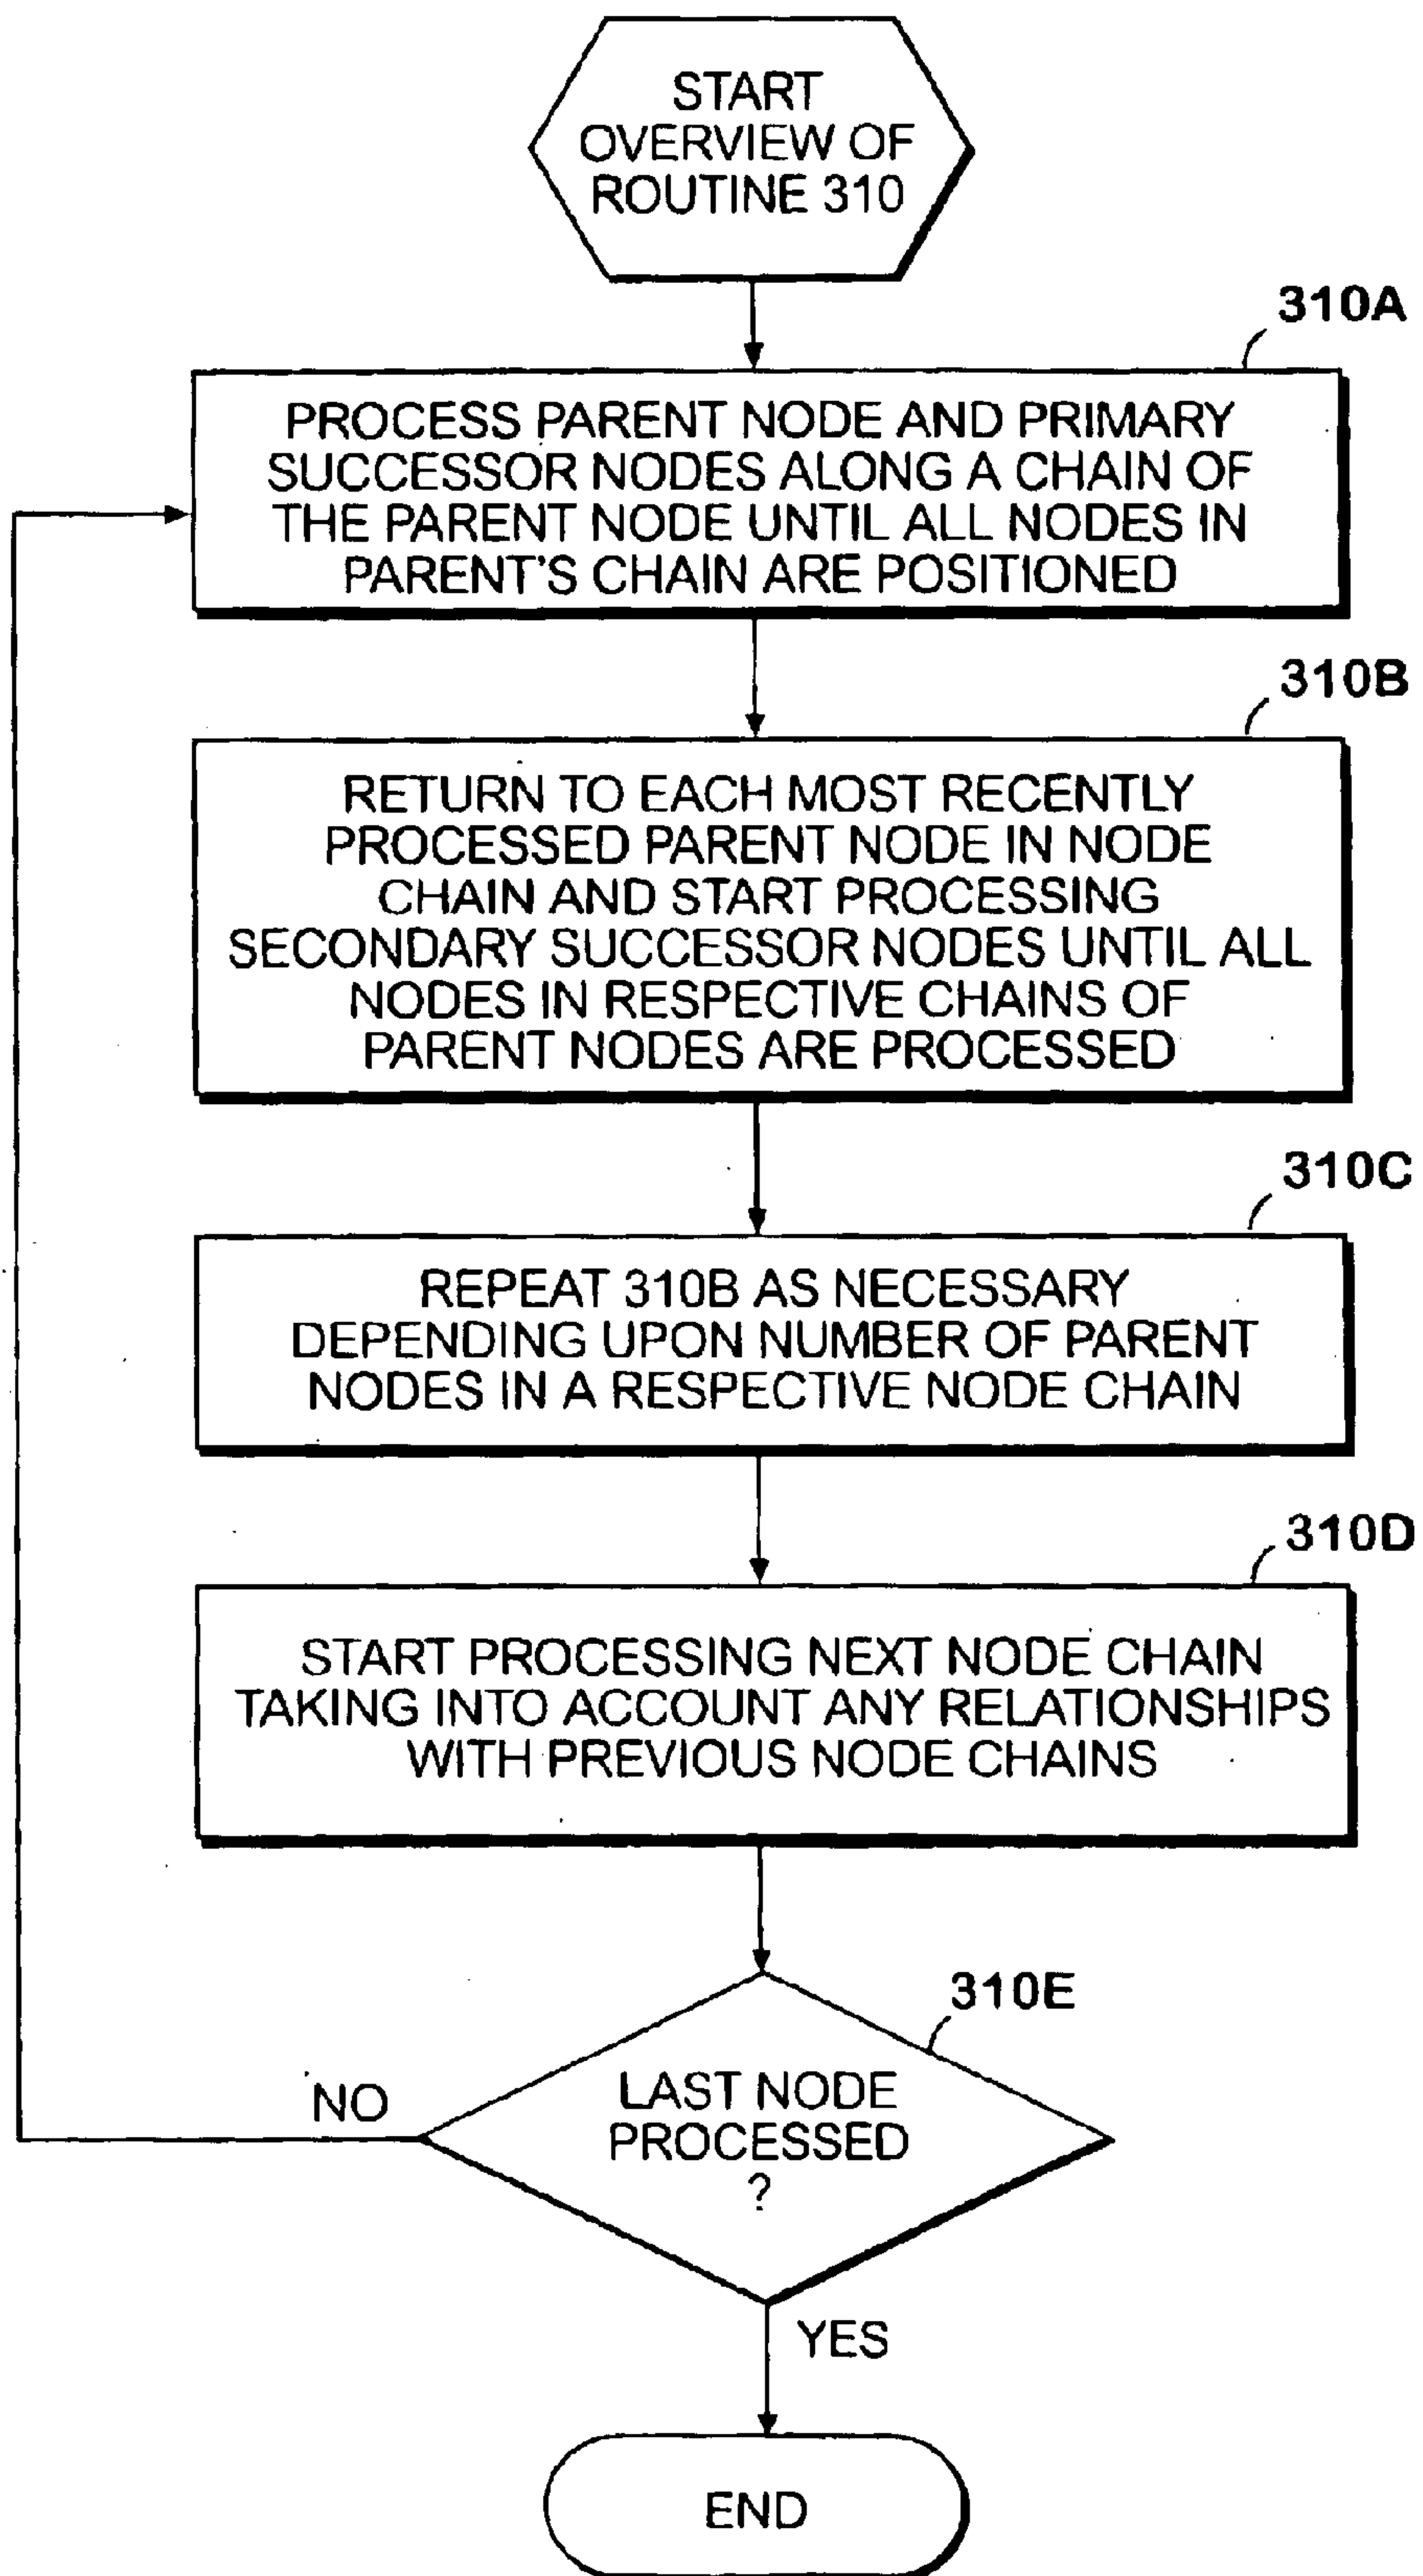 START
OVERVIEW OF
ROUTINE 310
310A
PROCESS PARENT NODE AND PRIMARY
SUCCESSOR NODES ALONG A CHAIN OF
THE PARENT NODE UNTIL ALL NODES IN
PARENT'S CHAIN ARE POSITIONED
310B
RETURN TO EACH MOST RECENTLY
PROCESSED PARENT NODE IN NODE
CHAIN AND START PROCESSING
SECONDARY SUCCESSOR NODES UNTIL ALL
NODES IN RESPECTIVE CHAINS OF
PARENT NODES ARE PROCESSED
310C
REPEAT 310B AS NECESSARY
DEPENDING UPON NUMBER OF PARENT
NODES IN A RESPECTIVE NODE CHAIN
310D
START PROCESSING NEXT NODE CHAIN
TAKING INTO ACCOUNT ANY RELATIONSHIPS
WITH PREVIOUS NODE CHAINS
310E
LAST NODE
PROCESSED
?
NO
YES
END